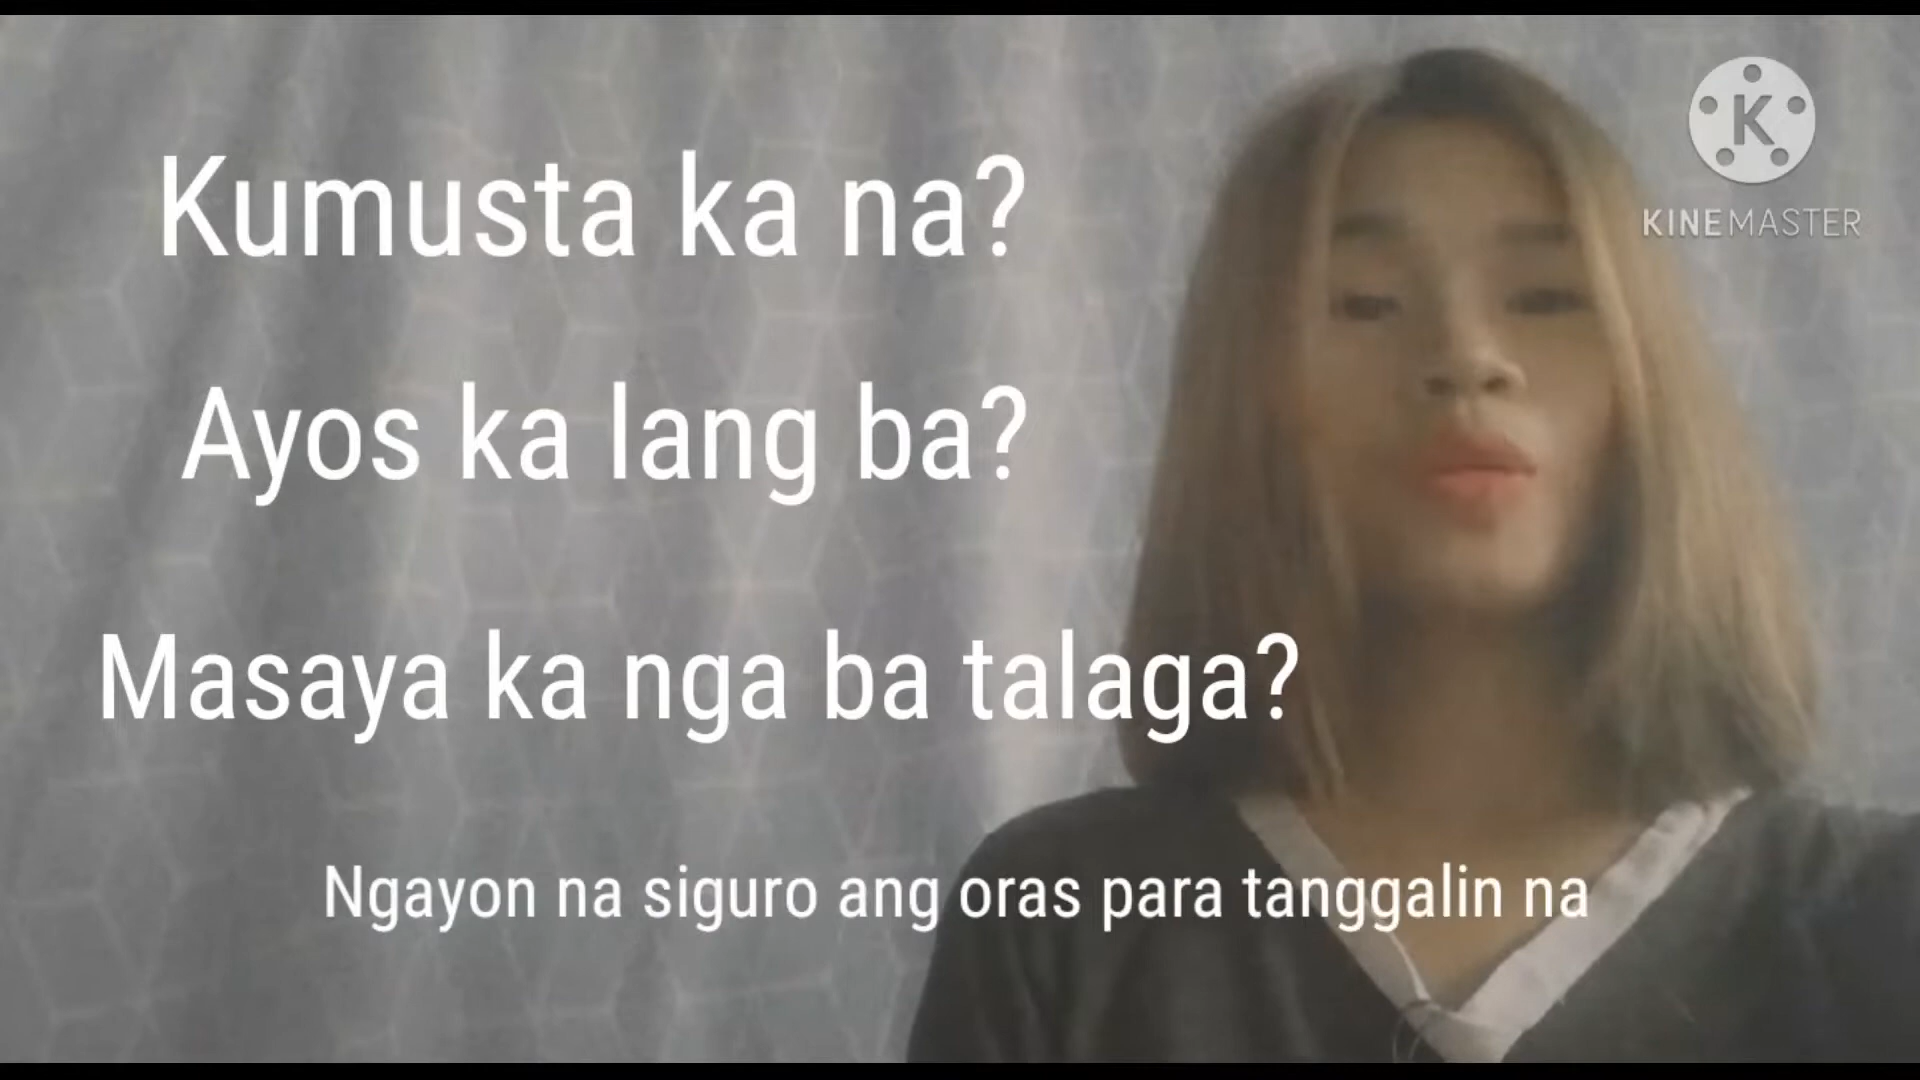 Kumusta ka na?
Ayos ka lang ba?
Masaya ka nga ba talaga?
Ngayon na siguro ang oras para tanggalin na
K
KINEMASTER